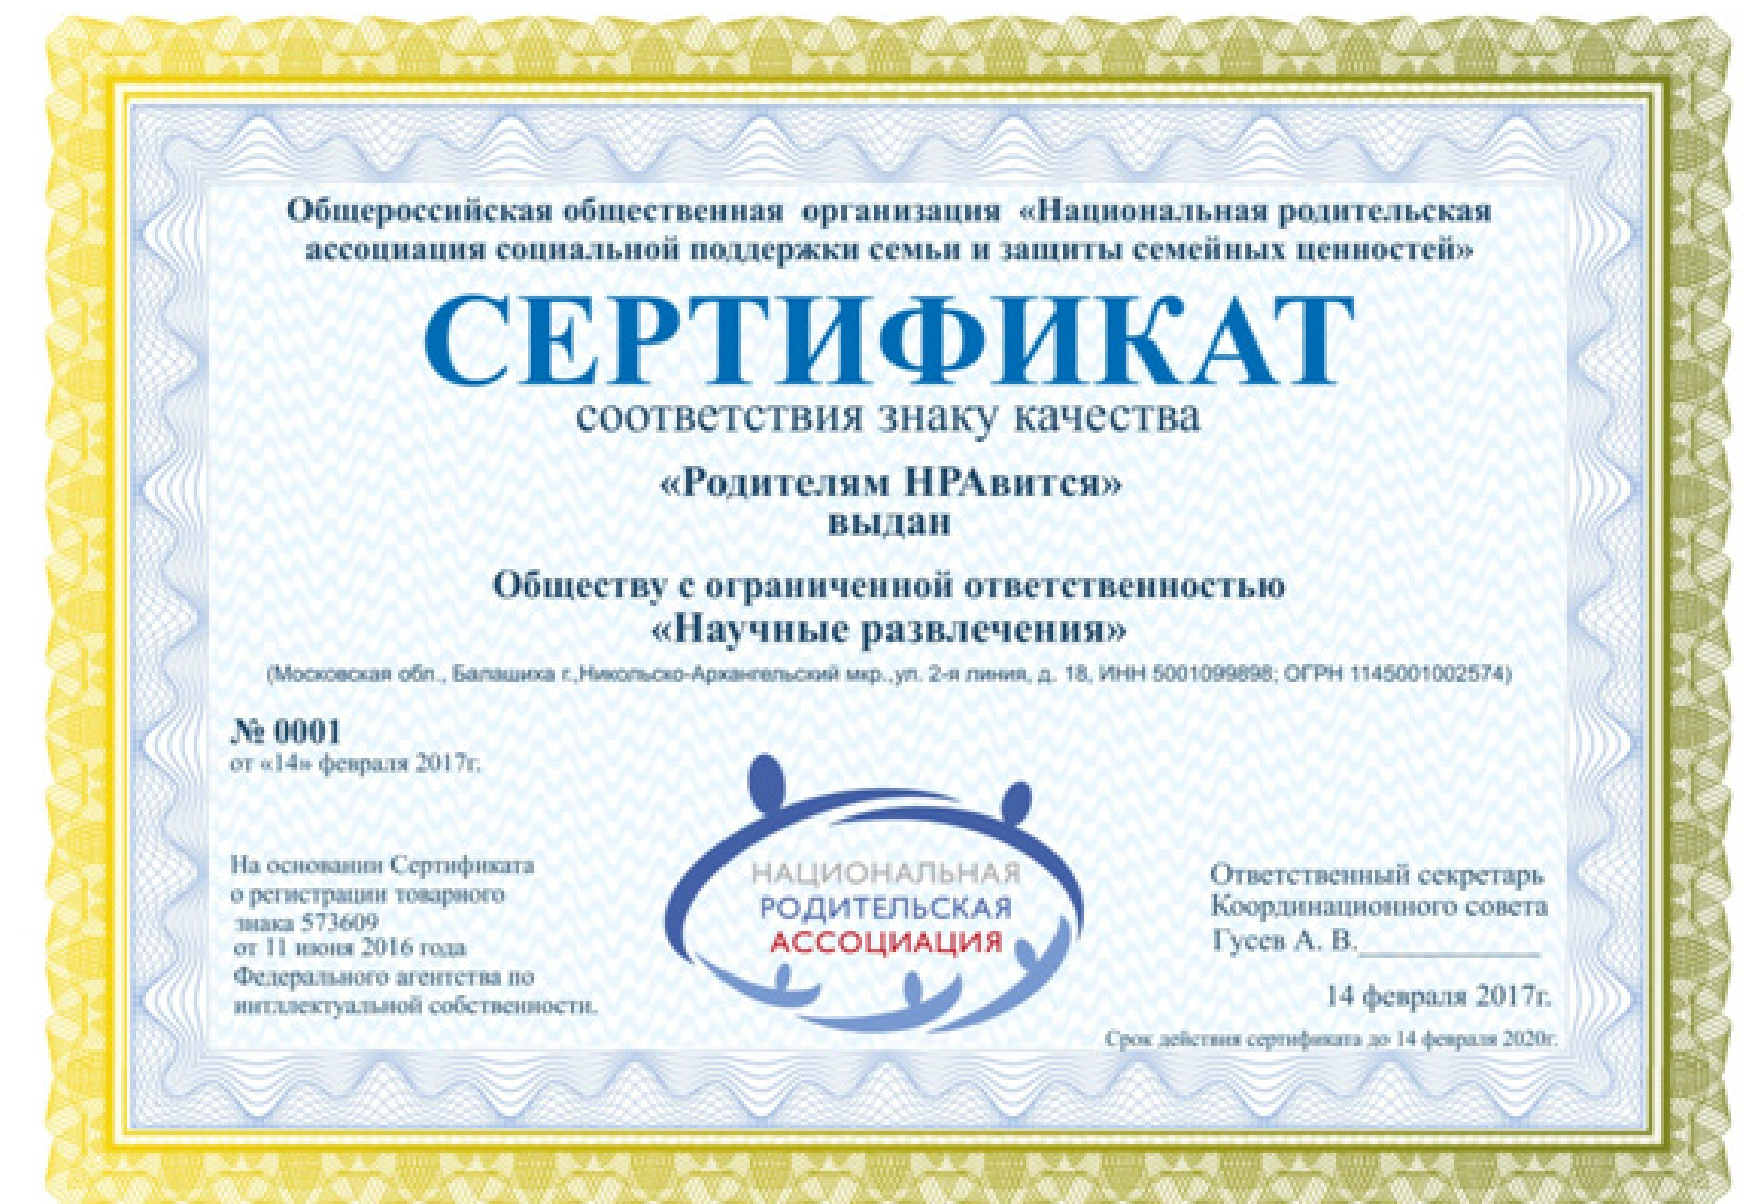 Общероссийская общественная организация «Национальная родительская
ассоциация социальной поддержки семьи и защиты семейных ценностей»
СЕРТИФИКАТ
соответствия знаку качества
«Родителям НРАвится»
выдан
Обществу с ограниченной ответственностью
«Научные развлечения»
(Московская обл., Балашиха г.,Никольско-Архангельский мкр.,ул. 2-я линия, д. 18, ИНН 5001099898; ОГРН 1145001002574)
№ 0001
от «14» февраля 2017г.
На основании Сертификата
о регистрации товарного
знака 573609
от 11 июня 2016 года
Федерального агентства по
интллектуальной собственности.
НАЦИОНАЛЬНАЯ
РОДИТЕЛЬСКАЯ
АССОЦИАЦИЯ
Ответственный секретарь
Координационного совета
Гусев А. В.______________
14 февраля 2017г.
Срок действия сертификата до 14 февраля 2020г.